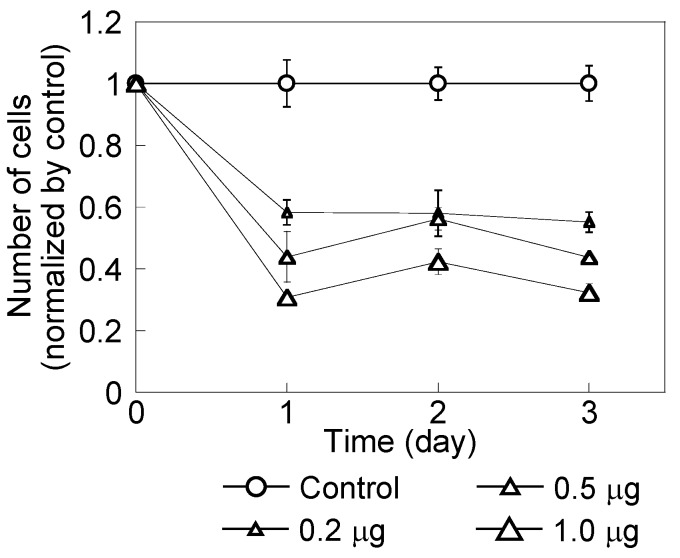 Number of cells
(normalized by control)
1.2
1
0.8
0.6
0.4
0.2
0
0 1 2 3
Time (day)
Control 0.5 μg
0.2 μg 1.0 μg